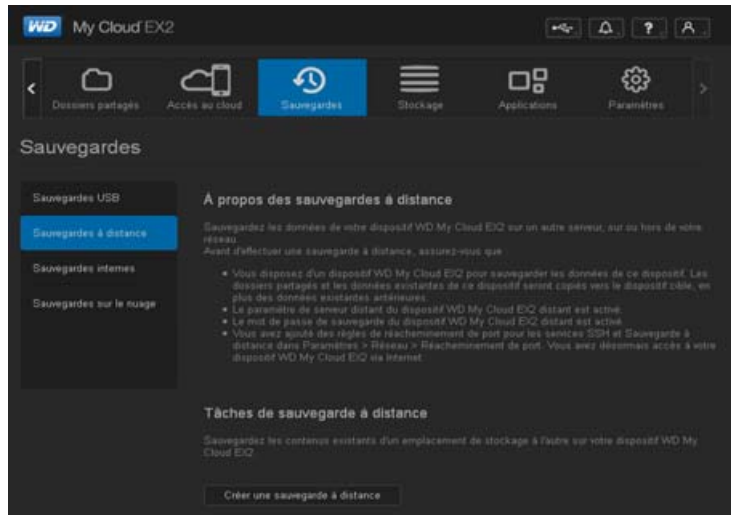 WD My Cloud EX2
?
Dossiers partagés
Accès au cloud
Sauvegardes
Stockage
Applications
Paramètres
Sauvegardes
Sauvegardes USB
Sauvegardes à distance
Sauvegardes internes
Sauvegardes sur le nuage
À propos des sauvegardes à distance
Sauvegardez les données de votre dispositif WD My Cloud EX2 sur un autre serveur, sur ou hors de votre
réseau.
Avant d'effectuer une sauvegarde à distance, assurez-vous que :
Vous disposez d'un dispositif WD My Cloud EX2 pour sauvegarder les données de ce dispositif. Les
dossiers partagés et les données existantes de ce dispositif seront copiés vers le dispositif cible, en
plus des données existantes antérieures.
Le paramètre de serveur distant du dispositif WD My Cloud EX2 distant est activé.
Le mot de passe de sauvegarde du dispositif WD My Cloud EX2 distant est activé.
Vous avez ajouté des règles de réacheminement de port pour les services SSH et Sauvegarde à
distance dans Paramètres > Réseau > Réacheminement de port. Vous avez désormais accès à votre
dispositif WD My Cloud EX2 via Internet.
Tâches de sauvegarde à distance
Sauvegardez les contenus existants d'un emplacement de stockage à l'autre sur votre dispositif WD My
Cloud EX2.
Créer une sauvegarde à distance